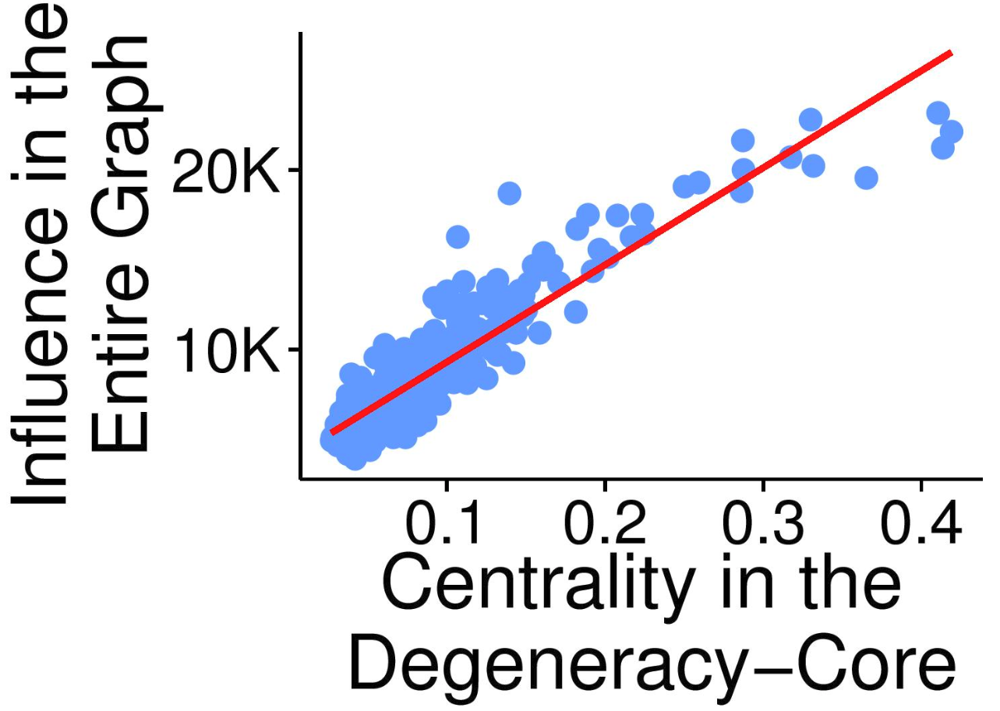 Influence in the
Entire Graph
20K
10K
0.1 0.2 0.3 0.4
Centrality in the
Degeneracy−Core